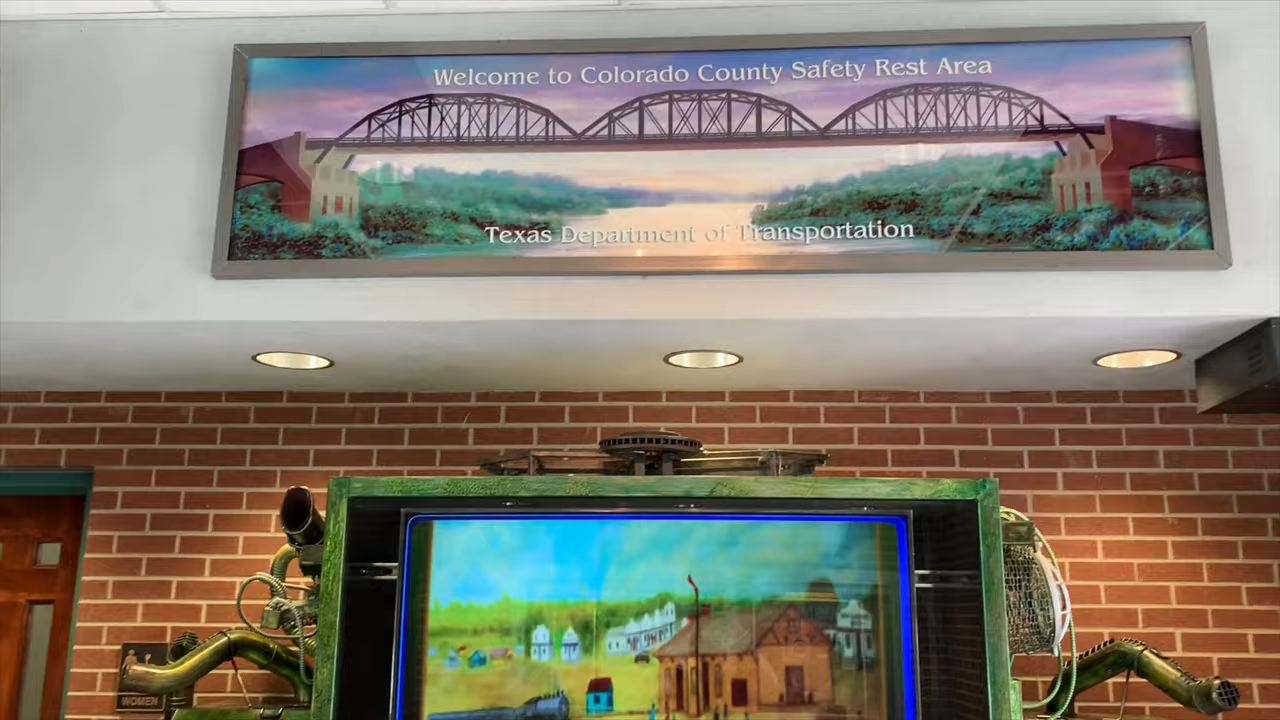 Welcome to Colorado County Safety Rest Area
Texas Department of Transportation
WOMEN